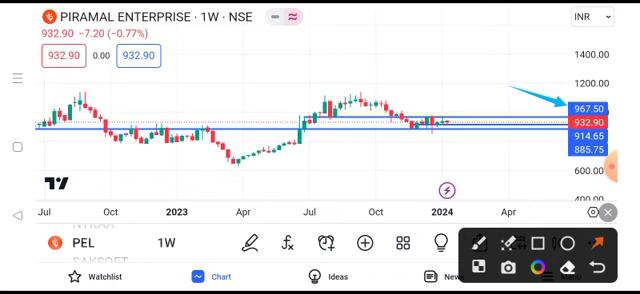 PIRAMAL ENTERPRISE · 1W · NSE
INR
932.90 −7.20 (−0.77%)
932.90 0.00 932.90
1400.00
1200.00
967.50
932.90
914.65
885.75
600.00
400.00
Jul Oct 2023 Apr Jul Oct 2024 Apr
PEL 1W
SAKSOFT
Watchlist
Chart
Ideas
News